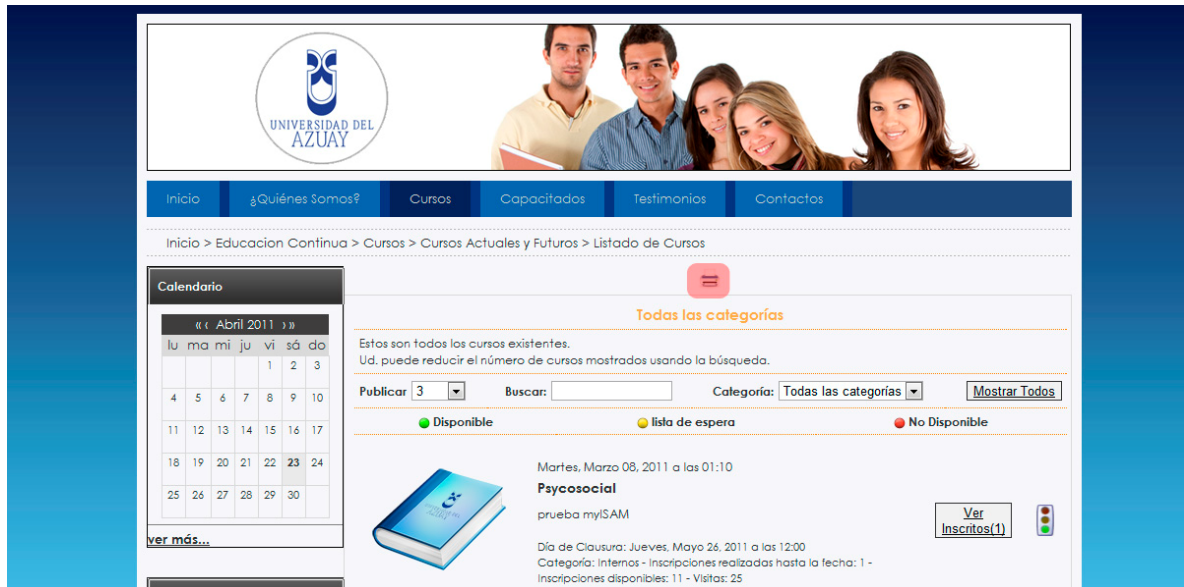 UNIVERSIDAD DEL
AZUAY
Inicio ¿Quiénes Somos? Cursos Capacitados Testimonios Contactos
Inicio > Educacion Continua > Cursos > Cursos Actuales y Futuros > Listado de Cursos
Calendario
«‹ Abril 2011 ›»
lu ma mi ju vi sá do
1 2 3
4 5 6 7 8 9 10
11 12 13 14 15 16 17
18 19 20 21 22 23 24
25 26 27 28 29 30
ver más...
Todas las categorías
Estos son todos los cursos existentes.
Ud. puede reducir el número de cursos mostrados usando la búsqueda.
Publicar 3 Buscar: Categoría: Todas las categorías Mostrar Todos
Disponible lista de espera No Disponible
Martes, Marzo 08, 2011 a las 01:10
Psycosocial
prueba myISAM
Ver
Inscritos(1)
Día de Clausura: Jueves, Mayo 26, 2011 a las 12:00
Categoría: Internos - Inscripciones realizadas hasta la fecha: 1 -
Inscripciones disponibles: 11 - Visitas: 25